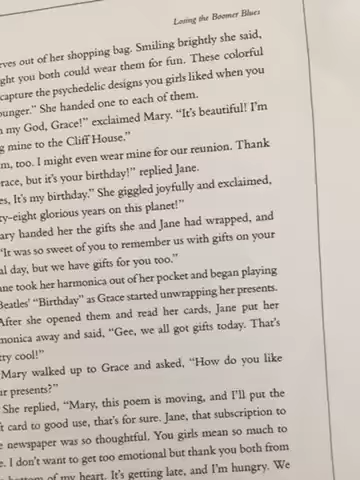 Losing the Boomer Blues
rves out of her shopping bag. Smiling brightly she said,
ght you both could wear them for fun. These colorful
capture the psychedelic designs you girls liked when you
ounger.” She handed one to each of them.
h my God, Grace!” exclaimed Mary. “It’s beautiful! I’m
g mine to the Cliff House.”
m, too. I might even wear mine for our reunion. Thank
race, but it’s your birthday!” replied Jane.
es, It’s my birthday.” She giggled joyfully and exclaimed,
ty-eight glorious years on this planet!”
ary handed her the gifts she and Jane had wrapped, and
“It was so sweet of you to remember us with gifts on your
al day, but we have gifts for you too.”
ane took her harmonica out of her pocket and began playing
Beatles’ “Birthday” as Grace started unwrapping her presents.
After she opened them and read her cards, Jane put her
monica away and said, “Gee, we all got gifts today. That’s
tty cool!”
Mary walked up to Grace and asked, “How do you like
ur presents?”
She replied, “Mary, this poem is moving, and I’ll put the
ft card to good use, that’s for sure. Jane, that subscription to
e newspaper was so thoughtful. You girls mean so much to
e. I don’t want to get too emotional but thank you both from
bottom of my heart. It’s getting late, and I’m hungry. We